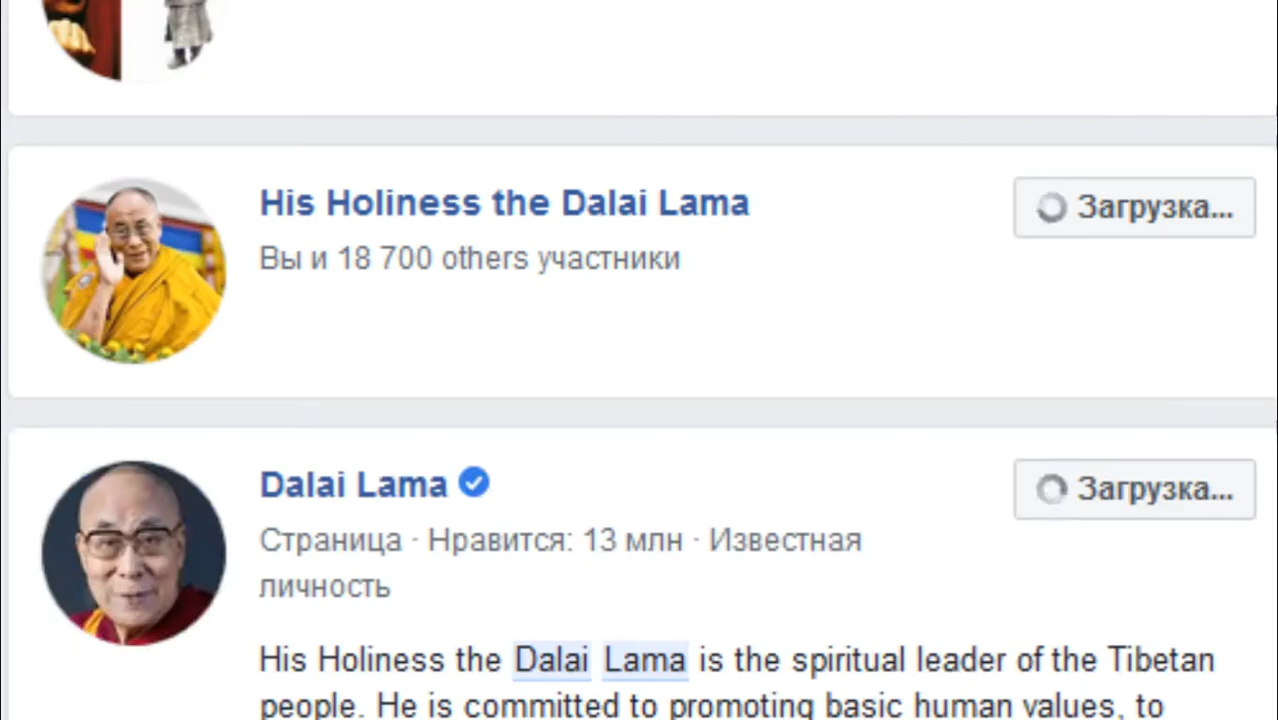 His Holiness the Dalai Lama
Загрузка...
Вы и 18 700 others участники
Dalai Lama
Загрузка...
Страница · Нравится: 13 млн · Известная
личность
His Holiness the Dalai Lama is the spiritual leader of the Tibetan
people. He is committed to promoting basic human values, to